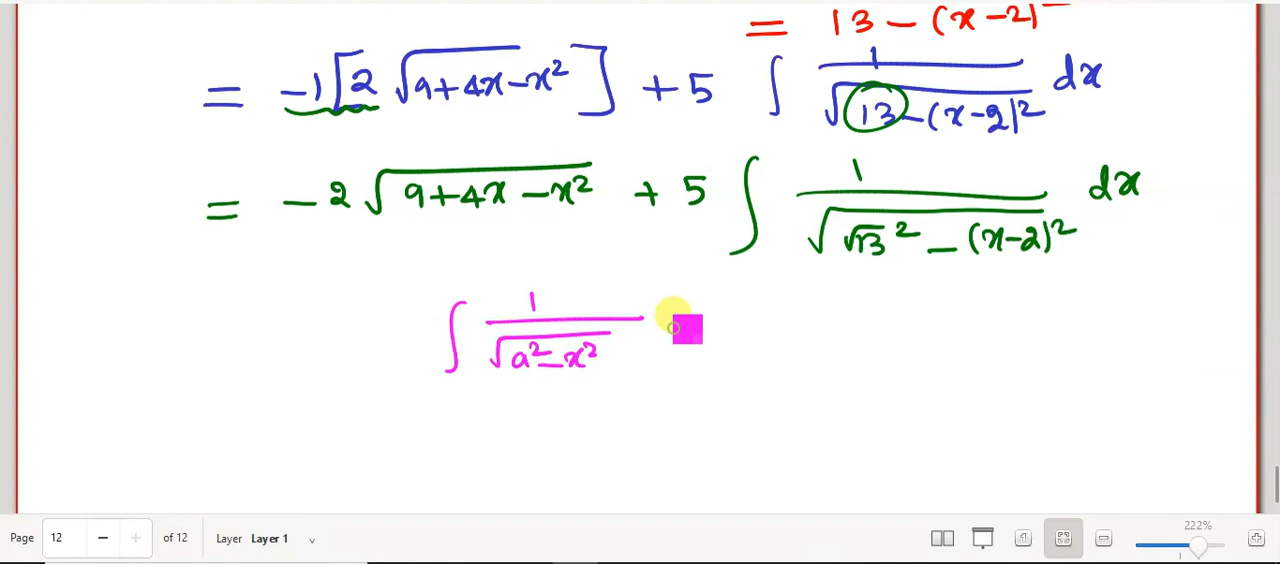 = 13 – (x–2)²
= -1[2 √(9+4x–x²)] + 5 ∫ 1/√(13–(x–2)²) dx
= –2 √(9+4x–x²) + 5 ∫ 1/√(√13² – (x–2)²) dx
∫ 1/√(a²–x²)
Page 12 – + of 12 Layer Layer 1 222%